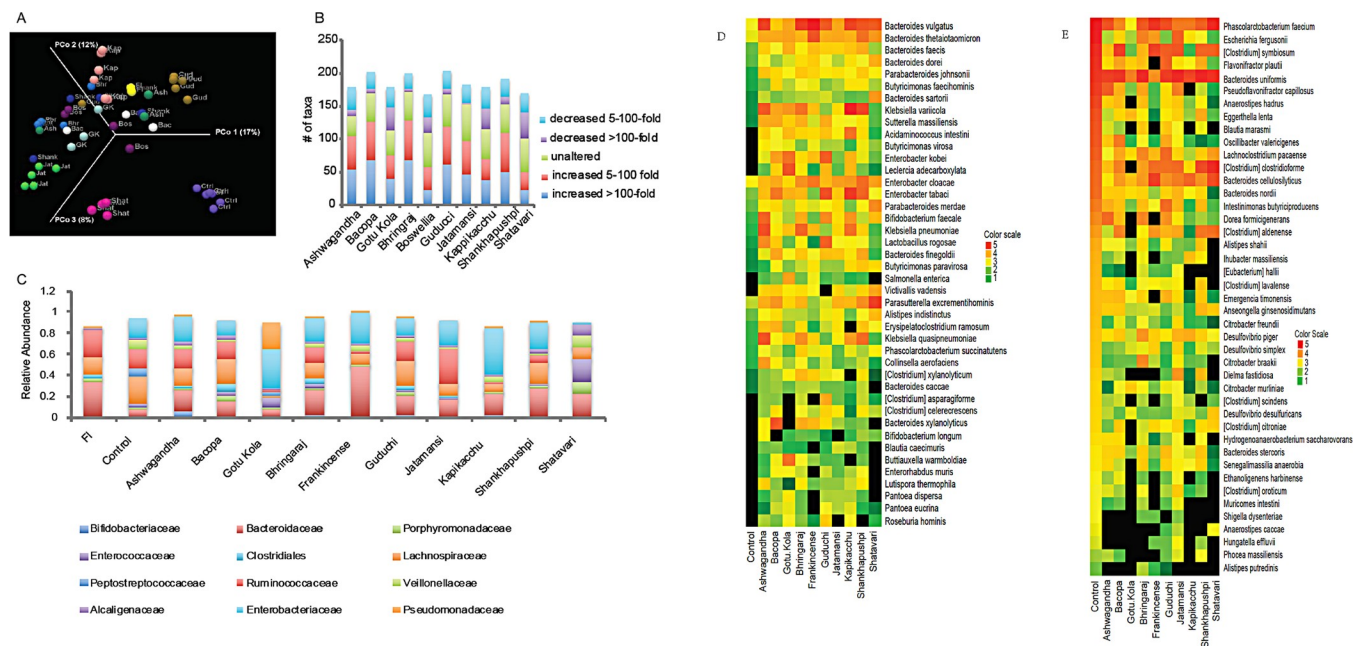 A
PCo 2 (12%)
Kap
Kap
Gud
Gud
Ash
Shank
Bos
GK
Bac
Ash
Bac
Bos
PCo 1 (17%)
GK
Bos
Shank
Jat
Jat
Jat
Jat
Ctrl
Ctrl
Ctrl
Shat
Shat
PCo 3 (8%)
B
# of taxa
250
200
150
100
50
0
Ashwagandha
Bacopa
Gotu Kola
Bhringraj
Boswellia
Guducci
Jatamansi
Kappikacchu
Shankhapushpi
Shatavari
decreased 5-100-fold
decreased >100-fold
unaltered
increased 5-100 fold
increased >100-fold
C
Relative Abundance
1.2
1
0.8
0.6
0.4
0.2
0
FI
Control
Ashwagandha
Bacopa
Gotu Kola
Bhringaraj
Frankincense
Guduchi
Jatamansi
Kapikacchu
Shankhapushpi
Shatavari
Bifidobacteriaceae
Bacteroidaceae
Porphyromonadaceae
Enterococcaceae
Clostridiales
Lachnospiraceae
Peptostreptococcaceae
Ruminococcaceae
Veillonellaceae
Alcaligenaceae
Enterobacteriaceae
Pseudomonadaceae
D
Bacteroides vulgatus
Bacteroides thetaiotaomicron
Bacteroides faecis
Bacteroides dorei
Parabacteroides johnsonii
Butyricimonas faecihominis
Bacteroides sartorii
Klebsiella variicola
Sutterella massiliensis
Acidaminococcus intestini
Butyricimonas virosa
Enterobacter kobei
Leclercia adecarboxylata
Enterobacter cloacae
Enterobacter tabaci
Parabacteroides merdae
Bifidobacterium faecale
Klebsiella pneumoniae
Lactobacillus rogosae
Bacteroides finegoldii
Butyricimonas paravirosa
Salmonella enterica
Victivallis vadensis
Parasutterella excrementihominis
Alistipes indistinctus
Erysipelatoclostridium ramosum
Klebsiella quasipneumoniae
Phascolarctobacterium succinatutens
Collinsella aerofaciens
[Clostridium] xylanolyticum
Bacteroides caccae
[Clostridium] asparagiforme
[Clostridium] celerecrescens
Bacteroides xylanolyticus
Bifidobacterium longum
Blautia caecimuris
Buttiauxella warmboldiae
Enterorhabdus muris
Lutispora thermophila
Pantoea dispersa
Pantoea eucrina
Roseburia hominis
Control
Ashwagandha
Bacopa
Gotu.Kola
Bhringaraj
Frankincense
Guduchi
Jatamansi
Kapikacchu
Shankhapushpi
Shatavari
Color scale
5
4
3
2
1
E
Phascolarctobacterium faecium
Escherichia fergusonii
[Clostridium] symbiosum
Flavonifractor plautii
Bacteroides uniformis
Pseudoflavonifractor capillosus
Anaerostipes hadrus
Eggerthella lenta
Blautia marasmi
Oscillibacter valericigenes
Lachnoclostridium pacaense
[Clostridium] clostridioforme
Bacteroides cellulosilyticus
Bacteroides nordii
Intestinimonas butyriciproducens
Dorea formicigenerans
[Clostridium] aldenense
Alistipes shahii
Ihubacter massiliensis
[Eubacterium] hallii
[Clostridium] lavalense
Emergencia timonensis
Anseongella ginsenosidimutans
Citrobacter freundii
Desulfovibrio piger
Desulfovibrio simplex
Citrobacter braakii
Dielma fastidiosa
Citrobacter murliniae
[Clostridium] scindens
Desulfovibrio desulfuricans
[Clostridium] citroniae
Hydrogenoanaerobacterium saccharovorans
Bacteroides stercoris
Senegalimassilia anaerobia
Ethanoligenens harbinense
[Clostridium] oroticum
Muricomes intestini
Shigella dysenteriae
Anaerostipes caccae
Hungatella effluvii
Phocea massiliensis
Alistipes putredinis
Control
Ashwagandha
Bacopa
Gotu.Kola
Bhringaraj
Frankincense
Guduchi
Jatamansi
Kapikacchu
Shankhapushpi
Shatavari
Color Scale
5
4
3
2
1